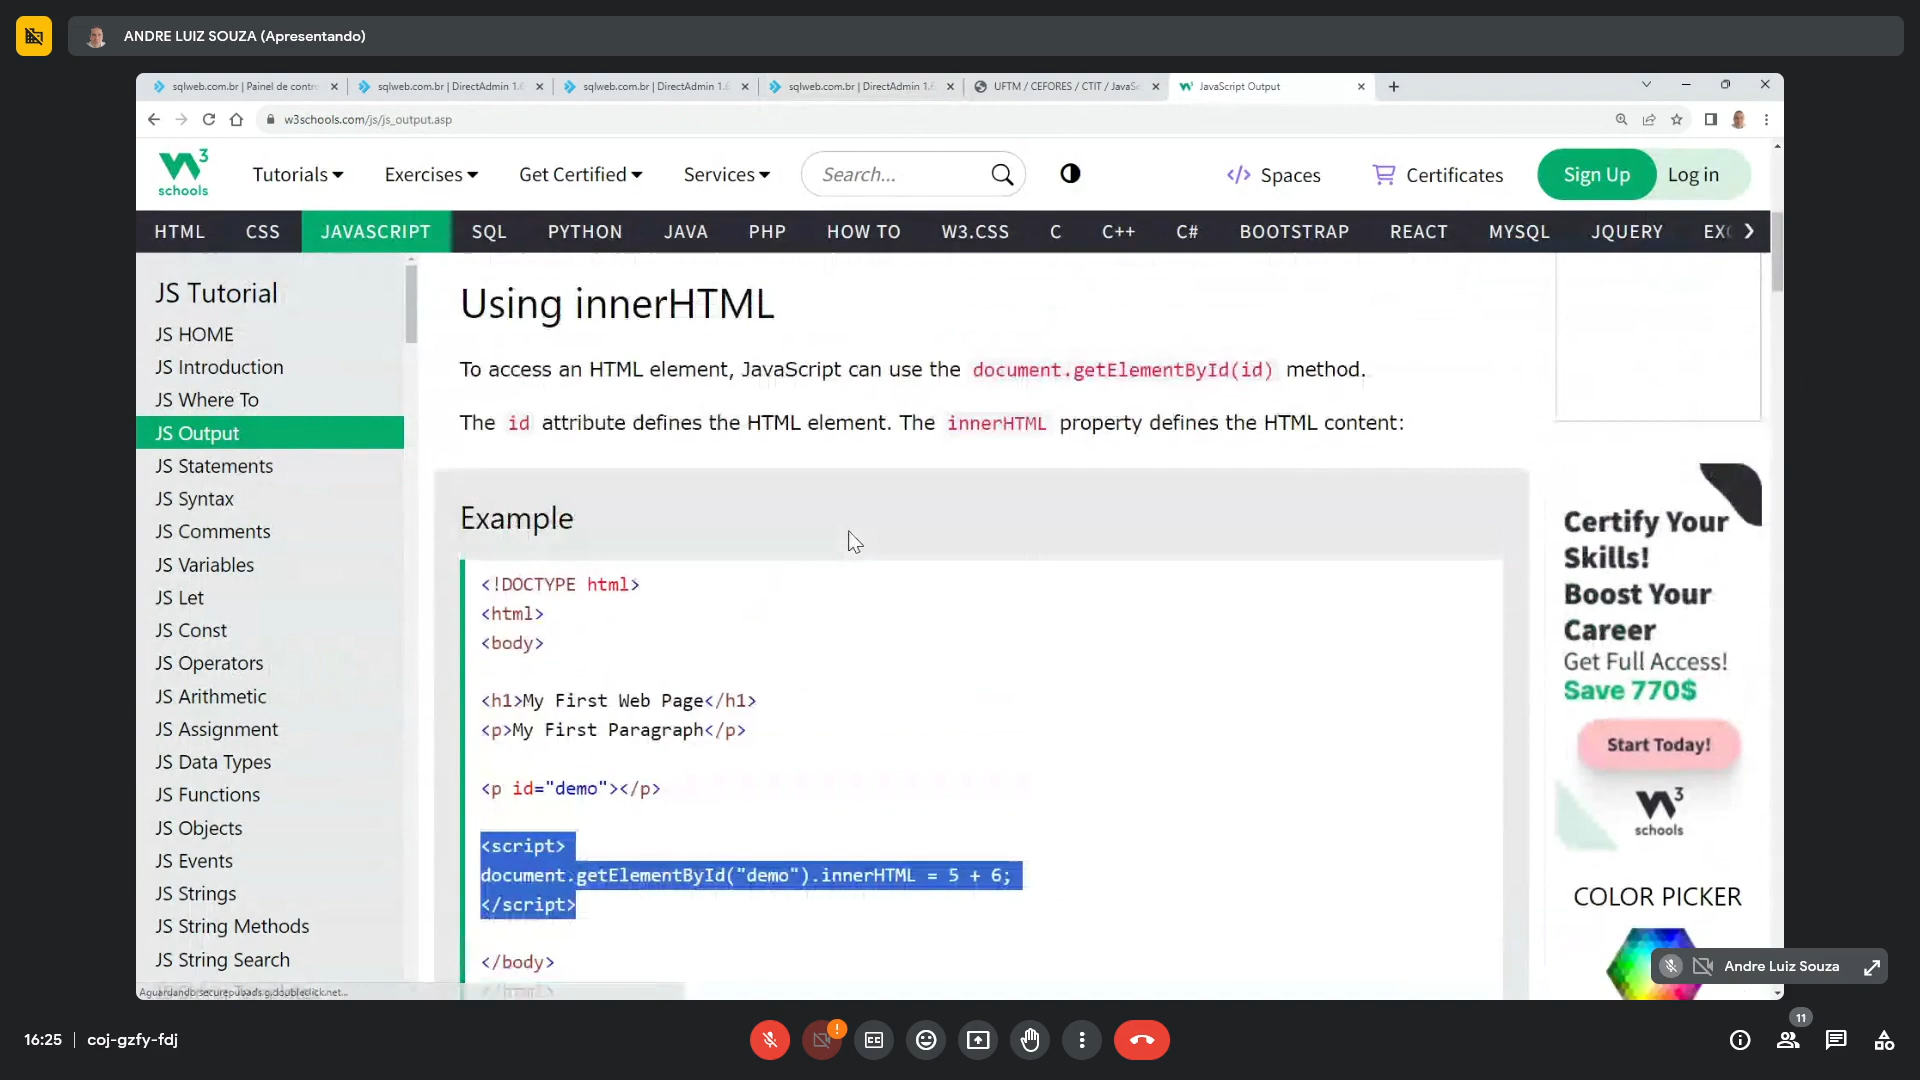 ANDRE LUIZ SOUZA (Apresentando)
sqlweb.com.br | Painel de contr
sqlweb.com.br | DirectAdmin 1.6
sqlweb.com.br | DirectAdmin 1.6
sqlweb.com.br | DirectAdmin 1.6
UFTM / CEFORES / CTIT / JavaSc
JavaScript Output
w3schools.com/js/js_output.asp
W3 schools
Tutorials
Exercises
Get Certified
Services
Search...
Spaces
Certificates
Sign Up
Log in
HTML CSS JAVASCRIPT SQL PYTHON JAVA PHP HOW TO W3.CSS C C++ C# BOOTSTRAP REACT MYSQL JQUERY
JS Tutorial
JS HOME
JS Introduction
JS Where To
JS Output
JS Statements
JS Syntax
JS Comments
JS Variables
JS Let
JS Const
JS Operators
JS Arithmetic
JS Assignment
JS Data Types
JS Functions
JS Objects
JS Events
JS Strings
JS String Methods
JS String Search
Using innerHTML
To access an HTML element, JavaScript can use the document.getElementById(id) method.
The id attribute defines the HTML element. The innerHTML property defines the HTML content:
Example
<!DOCTYPE html>
<html>
<body>
<h1>My First Web Page</h1>
<p>My First Paragraph</p>
<p id="demo"></p>
<script>
document.getElementById("demo").innerHTML = 5 + 6;
</script>
</body>
Certify Your
Skills!
Boost Your
Career
Get Full Access!
Save 770$
Start Today!
W3
schools
COLOR PICKER
Andre Luiz Souza
Aguardando securepubads.g.doubleclick.net...
16:25 | coj-gzfy-fdj
11